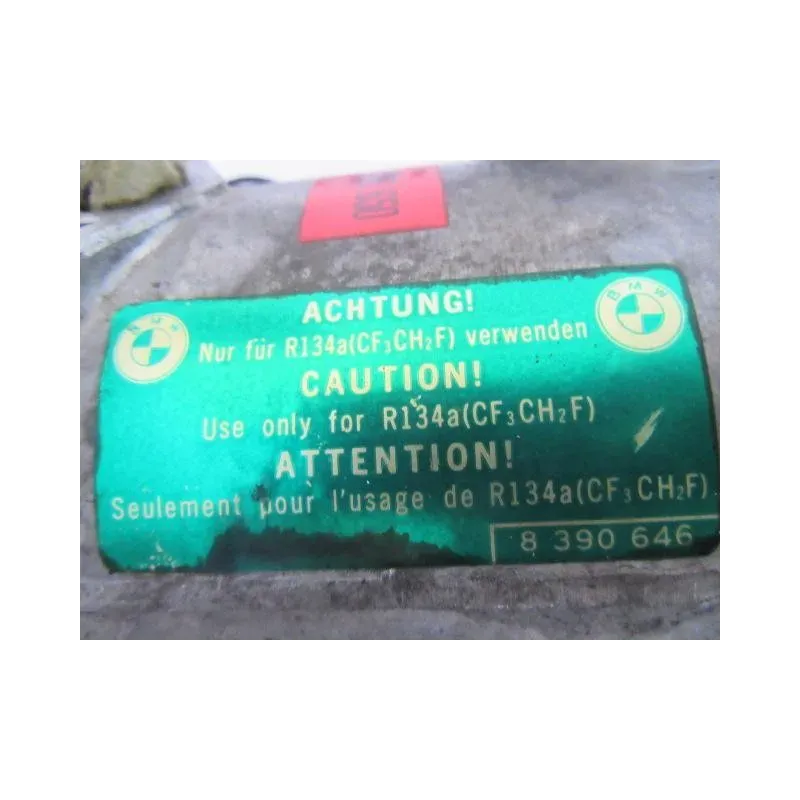 ACHTUNG!
BMW
Nur für R134a(CF₃CH₂F) verwenden
CAUTION!
Use only for R134a(CF₃CH₂F)
ATTENTION!
Seulement pour l'usage de R134a(CF₃CH₂F)
8 390 646